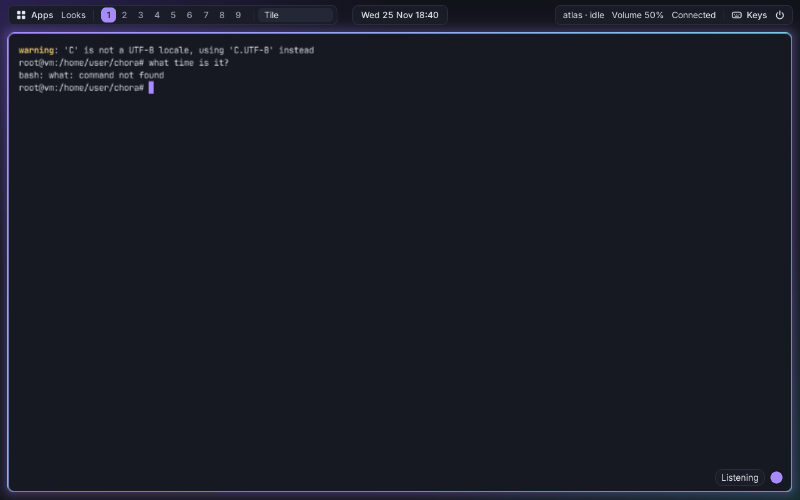 Apps Looks 1 2 3 4 5 6 7 8 9 Tile Wed 25 Nov 18:40 atlas · idle Volume 50% Connected Keys
warning: 'C' is not a UTF-8 locale, using 'C.UTF-8' instead
root@vm:/home/user/chora# what time is it?
bash: what: command not found
root@vm:/home/user/chora#
Listening